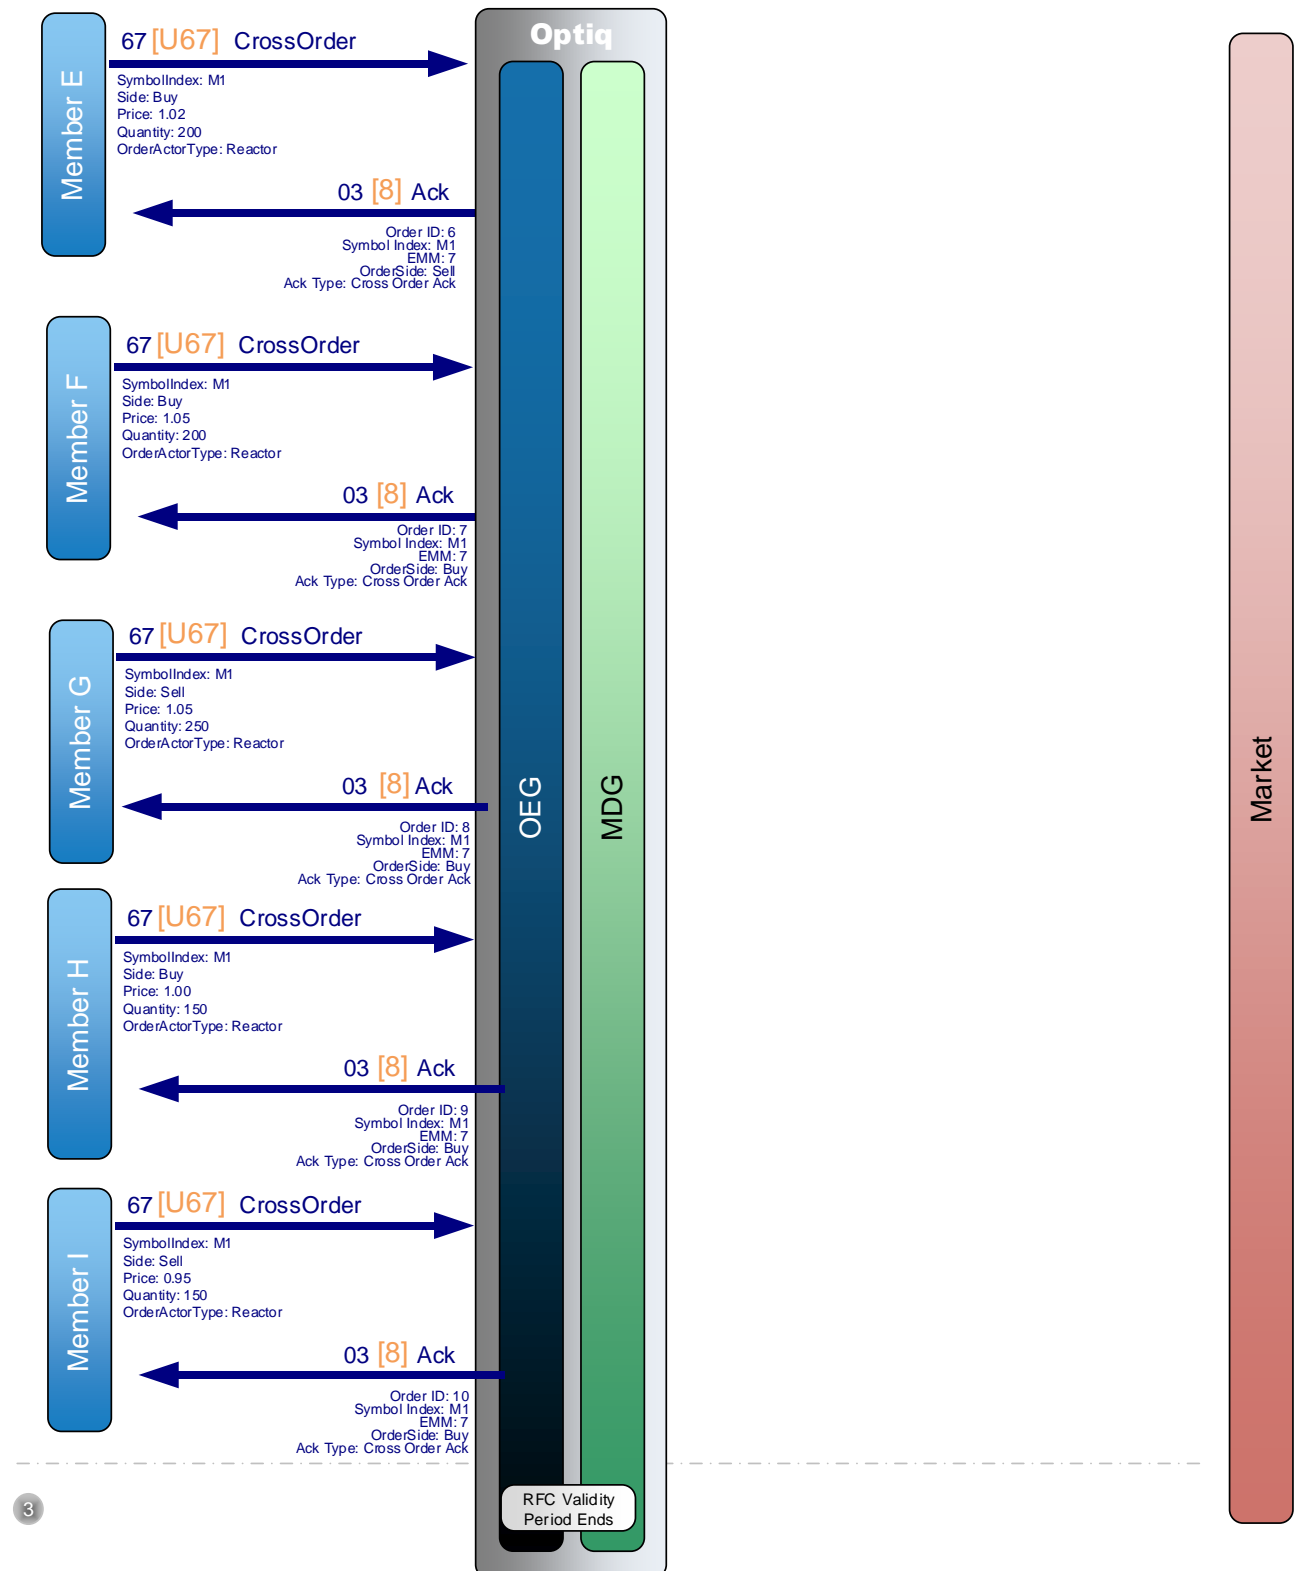 Optiq
Member E
67 [U67] CrossOrder
SymbolIndex: M1
Side: Buy
Price: 1.02
Quantity: 200
OrderActorType: Reactor
03 [8] Ack
Order ID: 6
Symbol Index: M1
EMM: 7
OrderSide: Sell
Ack Type: Cross Order Ack
Member F
67 [U67] CrossOrder
SymbolIndex: M1
Side: Buy
Price: 1.05
Quantity: 200
OrderActorType: Reactor
03 [8] Ack
Order ID: 7
Symbol Index: M1
EMM: 7
OrderSide: Buy
Ack Type: Cross Order Ack
Member G
67 [U67] CrossOrder
SymbolIndex: M1
Side: Sell
Price: 1.05
Quantity: 250
OrderActorType: Reactor
03 [8] Ack
Order ID: 8
Symbol Index: M1
EMM: 7
OrderSide: Buy
Ack Type: Cross Order Ack
OEG
MDG
Market
Member H
67 [U67] CrossOrder
SymbolIndex: M1
Side: Buy
Price: 1.00
Quantity: 150
OrderActorType: Reactor
03 [8] Ack
Order ID: 9
Symbol Index: M1
EMM: 7
OrderSide: Buy
Ack Type: Cross Order Ack
Member I
67 [U67] CrossOrder
SymbolIndex: M1
Side: Sell
Price: 0.95
Quantity: 150
OrderActorType: Reactor
03 [8] Ack
Order ID: 10
Symbol Index: M1
EMM: 7
OrderSide: Buy
Ack Type: Cross Order Ack
3
RFC Validity
Period Ends